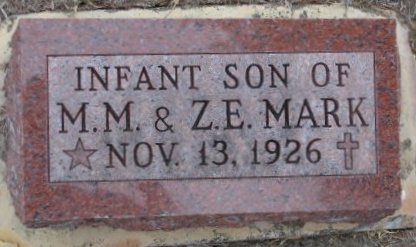 INFANT SON OF
M.M. & Z.E. MARK
NOV. 13, 1926